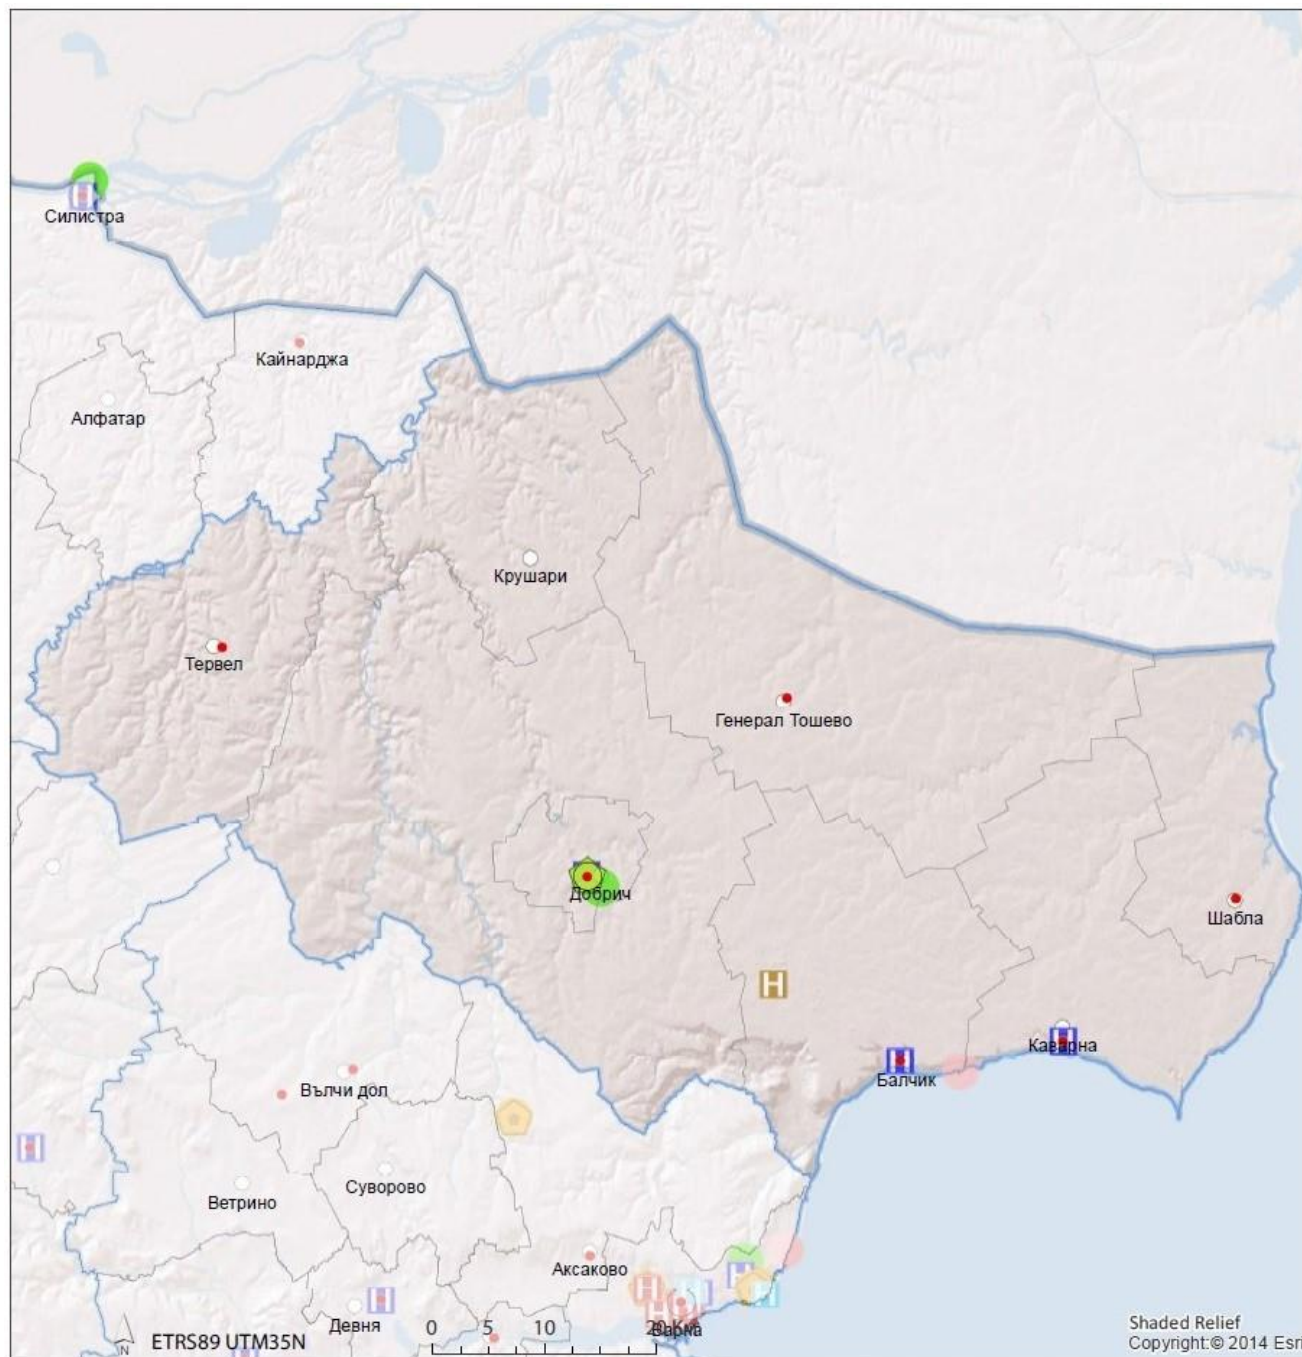 Силистра
Кайнарджа
Алфатар
Крушари
Тервел
Генерал Тошево
Добрич
Шабла
Каварна
Балчик
Вълчи дол
Суворово
Ветрино
Аксаково
Девня
Варна
0 5 10 20
ETRS89 UTM35N
N
Shaded Relief
Copyright:© 2014 Esri